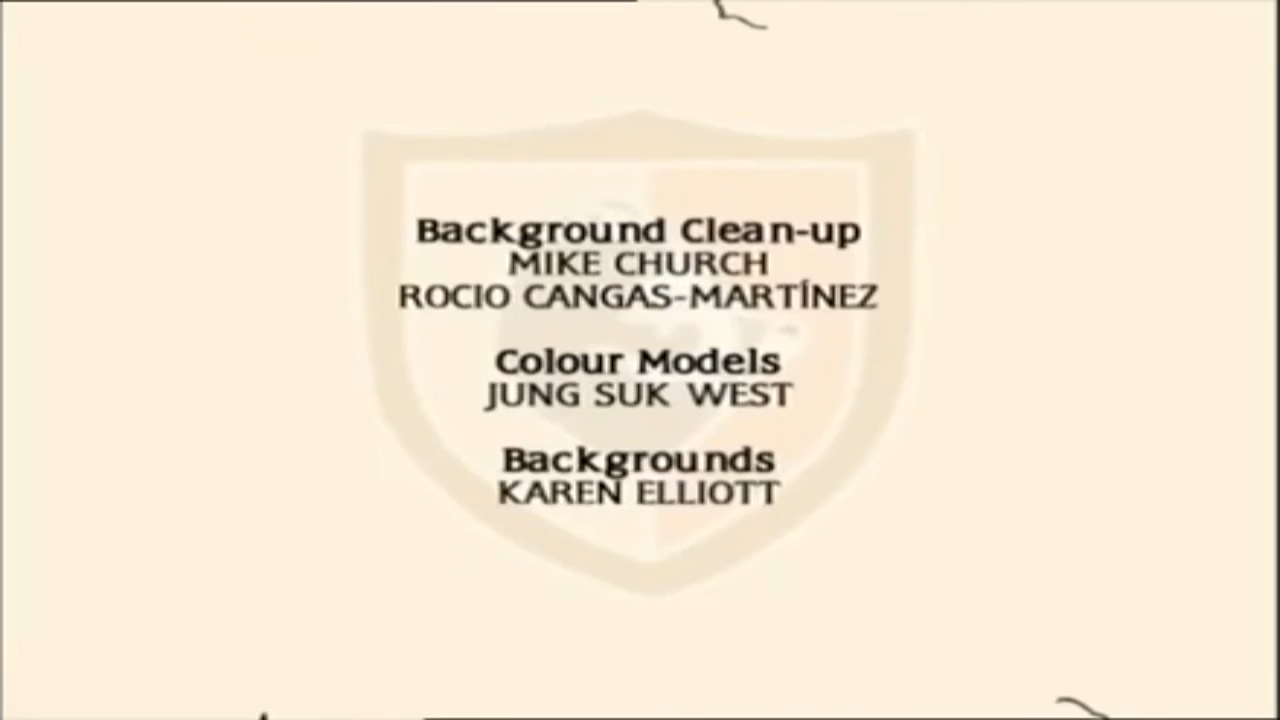 Background Clean-up
MIKE CHURCH
ROCIO CANGAS-MARTÍNEZ
Colour Models
JUNG SUK WEST
Backgrounds
KAREN ELLIOTT